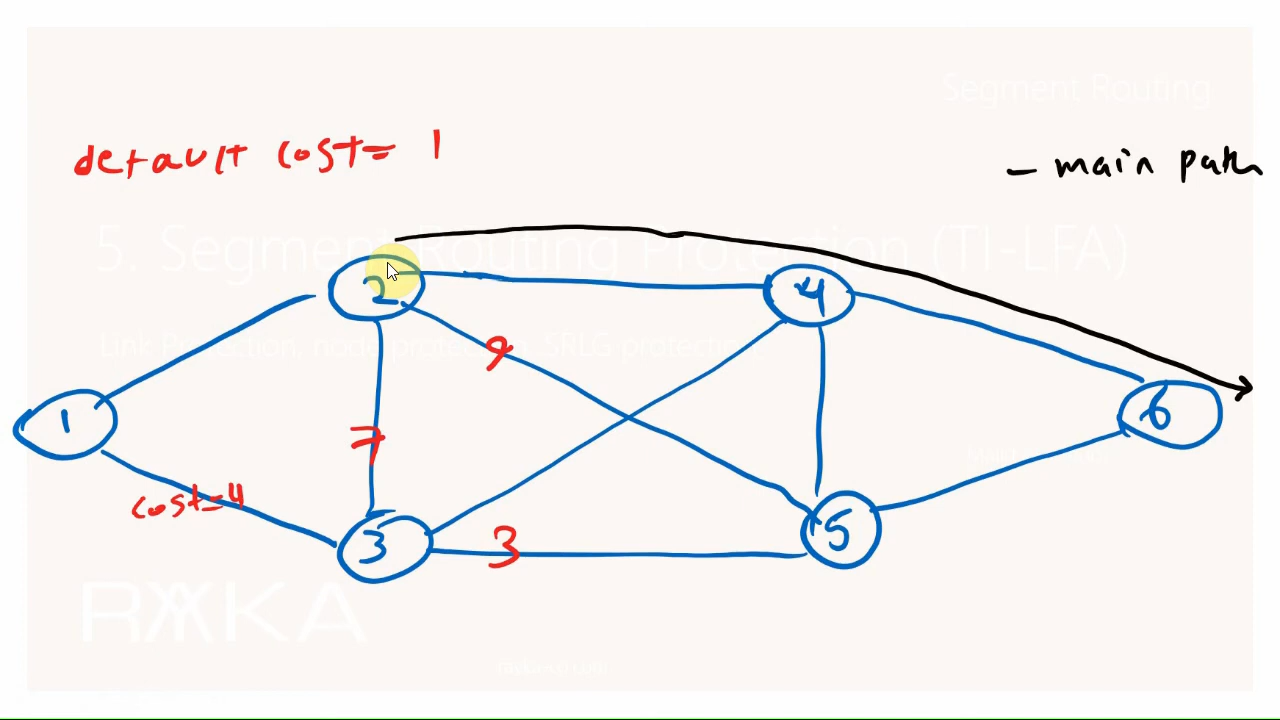 Segment Routing
default cost= 1
- main path
5. Segment Routing Protection (TI-LFA)
2
4
Link Protection, node protection, SRLG protection
9
1
6
7
cost=4
3
3
5
RAYKA